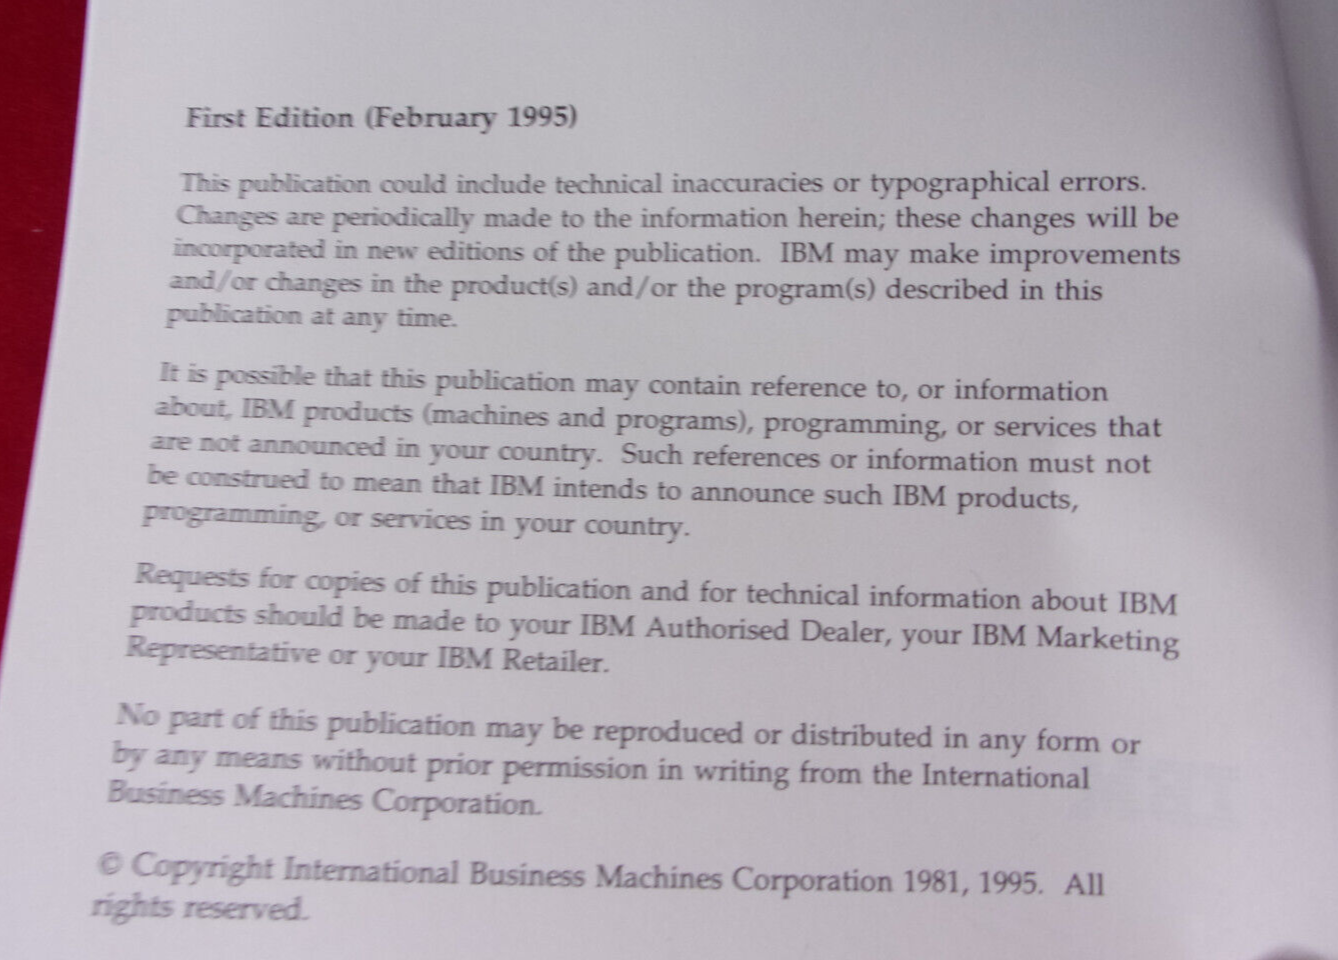 First Edition (February 1995)
This publication could include technical inaccuracies or typographical errors.
Changes are periodically made to the information herein; these changes will be
incorporated in new editions of the publication. IBM may make improvements
and/or changes in the product(s) and/or the program(s) described in this
publication at any time.
It is possible that this publication may contain reference to, or information
about, IBM products (machines and programs), programming, or services that
are not announced in your country. Such references or information must not
be construed to mean that IBM intends to announce such IBM products,
programming, or services in your country.
Requests for copies of this publication and for technical information about IBM
products should be made to your IBM Authorised Dealer, your IBM Marketing
Representative or your IBM Retailer.
No part of this publication may be reproduced or distributed in any form or
by any means without prior permission in writing from the International
Business Machines Corporation.
© Copyright International Business Machines Corporation 1981, 1995. All
rights reserved.